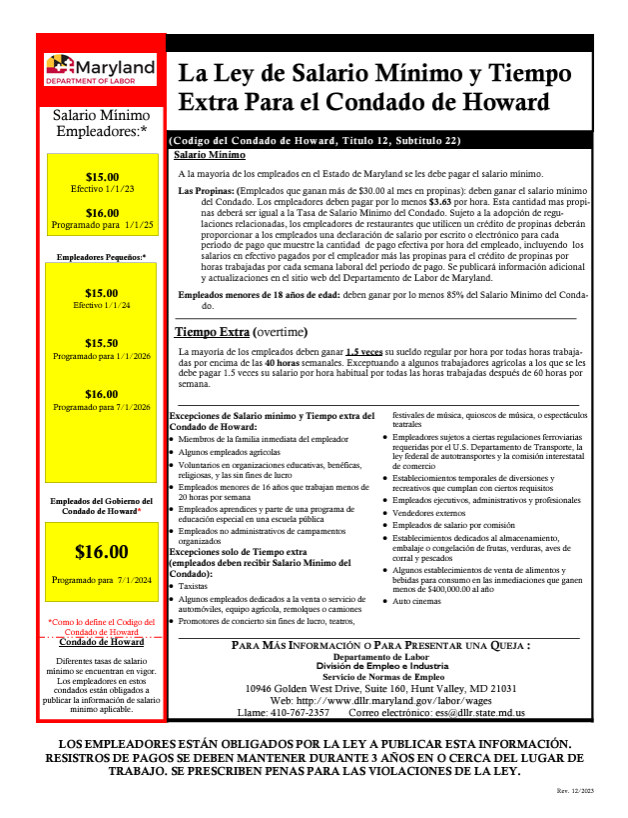 Maryland
DEPARTMENT OF LABOR
La Ley de Salario Mínimo y Tiempo
Extra Para el Condado de Howard
Salario Mínimo
Empleadores:*
$15.00
Efectivo 1/1/23
$16.00
Programado para 1/1/25
Empleadores Pequeños:*
$15.00
Efectivo 1/1/24
$15.50
Programado para 1/1/2026
$16.00
Programado para 7/1/2026
Empleados del Gobierno del
Condado de Howard*
$16.00
Programado para 7/1/2024
*Como lo define el Codigo del
Condado de Howard
Condado de Howard
Diferentes tasas de salario
mínimo se encuentran en vigor.
Los empleadores en estos
condados están obligados a
publicar la información de salario
mínimo aplicable.
(Codigo del Condado de Howard, Titulo 12, Subtitulo 22)
Salario Mínimo
A la mayoría de los empleados en el Estado de Maryland se les debe pagar el salario mínimo.
Las Propinas: (Empleados que ganan más de $30.00 al mes en propinas): deben ganar el salario mínimo
del Condado. Los empleadores deben pagar por lo menos $3.63 por hora. Esta cantidad mas propi-
nas deberá ser igual a la Tasa de Salario Minimo del Condado. Sujeto a la adopción de regu-
laciones relacionadas, los empleadores de restaurantes que utilicen un crédito de propinas deberán
proporcionar a los empleados una declaración de salario por escrito o electrónico para cada
periodo de pago que muestre la cantidad de pago efectiva por hora del empleado, incluyendo los
salarios en efectivo pagados por el empleador más las propinas para el crédito de propinas por
horas trabajadas por cada semana laboral del periodo de pago. Se publicará información adicional
y actualizaciones en el sitio web del Departamento de Labor de Maryland.
Empleados menores de 18 años de edad: deben ganar por lo menos 85% del Salario Mínimo del Conda-
do.
Tiempo Extra (overtime)
La mayoría de los empleados deben ganar 1.5 veces su sueldo regular por hora por todas horas trabaja-
das por encima de las 40 horas semanales. Exceptuando a algunos trabajadores agrícolas a los que se les
debe pagar 1.5 veces su salario por hora habitual por todas las horas trabajadas después de 60 horas por
semana.
Excepciones de Salario minimo y Tiempo extra del
Condado de Howard:
• Miembros de la familia inmediata del empleador
• Algunos empleados agrícolas
• Voluntarios en organizaciones educativas, benéficas,
religiosas, y las sin fines de lucro
• Empleados menores de 16 años que trabajan menos de
20 horas por semana
• Empleados aprendices y parte de una programa de
educación especial en una escuela pública
• Empleados no administrativos de campamentos
organizados
Excepciones solo de Tiempo extra
(empleados deben recibir Salario Mínimo del
Condado):
• Taxistas
• Algunos empleados dedicados a la venta o servicio de
automóviles, equipo agrícola, remolques o camiones
• Promotores de concierto sin fines de lucro, teatros,
festivales de música, quioscos de música, o espectáculos
teatrales
• Empleadores sujetos a ciertas regulaciones ferroviarias
requeridas por el U.S. Departamento de Transporte, la
ley federal de autotransportes y la comisión interestatal
de comercio
• Estableciomientos temporales de diversiones y
recreativos que cumplan con ciertos requisitos
• Empleados ejecutivos, administrativos y profesionales
• Vendedores externos
• Empleados de salario por comisión
• Establecimientos dedicados al almacenamiento,
embalaje o congelación de frutas, verduras, aves de
corral y pescados
• Algunos establecimientos de venta de alimentos y
bebidas para consumo en las inmediaciones que ganen
menos de $400,000.00 al año
• Auto cinemas
PARA MÁS INFORMACIÓN O PARA PRESENTAR UNA QUEJA :
Departamento de Labor
División de Empleo e Industria
Servicio de Normas de Empleo
10946 Golden West Drive, Suite 160, Hunt Valley, MD 21031
Web: http://www.dllr.maryland.gov/labor/wages
Llame: 410-767-2357 Correo electrónico: ess@dllr.state.md.us
LOS EMPLEADORES ESTÁN OBLIGADOS POR LA LEY A PUBLICAR ESTA INFORMACIÓN.
RESISTROS DE PAGOS SE DEBEN MANTENER DURANTE 3 AÑOS EN O CERCA DEL LUGAR DE
TRABAJO. SE PRESCRIBEN PENAS PARA LAS VIOLACIONES DE LA LEY.
Rev. 12/2023